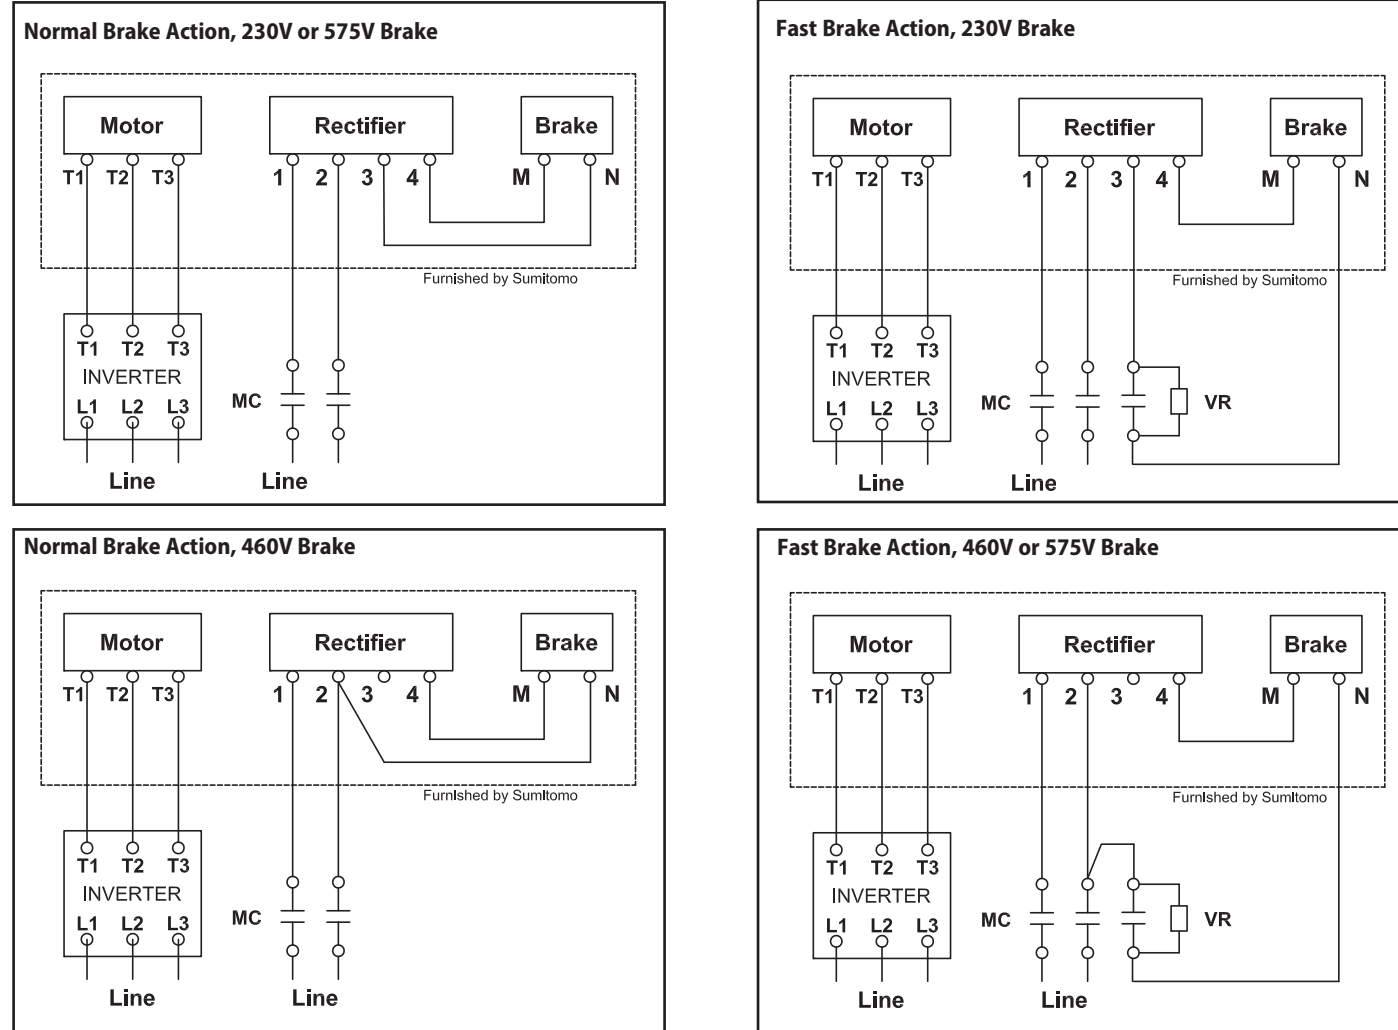 Normal Brake Action, 230V or 575V Brake
Motor Rectifier Brake
T1 T2 T3 1 2 3 4 M N
Furnished by Sumitomo
T1 T2 T3
INVERTER
MC
L1 L2 L3
Line Line
Fast Brake Action, 230V Brake
Motor Rectifier Brake
T1 T2 T3 1 2 3 4 M N
Furnished by Sumitomo
T1 T2 T3
INVERTER
MC VR
L1 L2 L3
Line Line
Normal Brake Action, 460V Brake
Motor Rectifier Brake
T1 T2 T3 1 2 3 4 M N
Furnished by Sumitomo
T1 T2 T3
INVERTER
MC
L1 L2 L3
Line Line
Fast Brake Action, 460V or 575V Brake
Motor Rectifier Brake
T1 T2 T3 1 2 3 4 M N
Furnished by Sumitomo
T1 T2 T3
INVERTER
MC VR
L1 L2 L3
Line Line